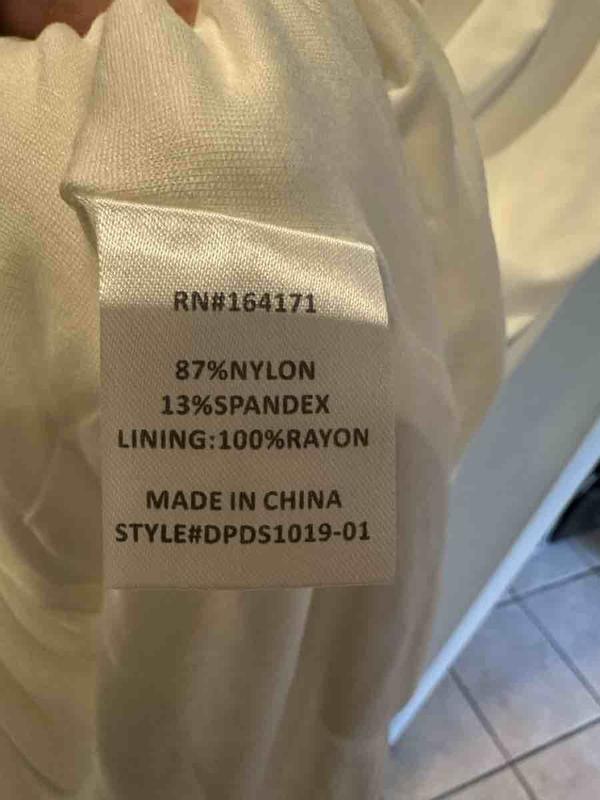 RN#164171
87%NYLON
13%SPANDEX
LINING:100%RAYON
MADE IN CHINA
STYLE#DPDS1019-01